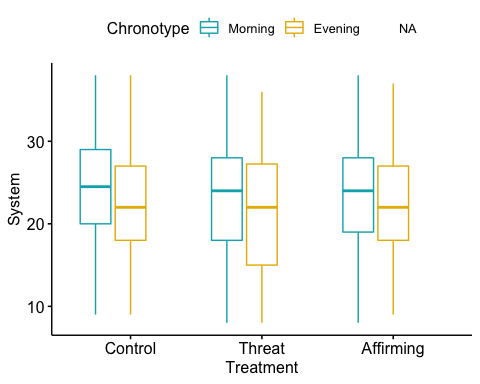 Chronotype Morning Evening NA
System
30
20
10
Control Threat Affirming
Treatment